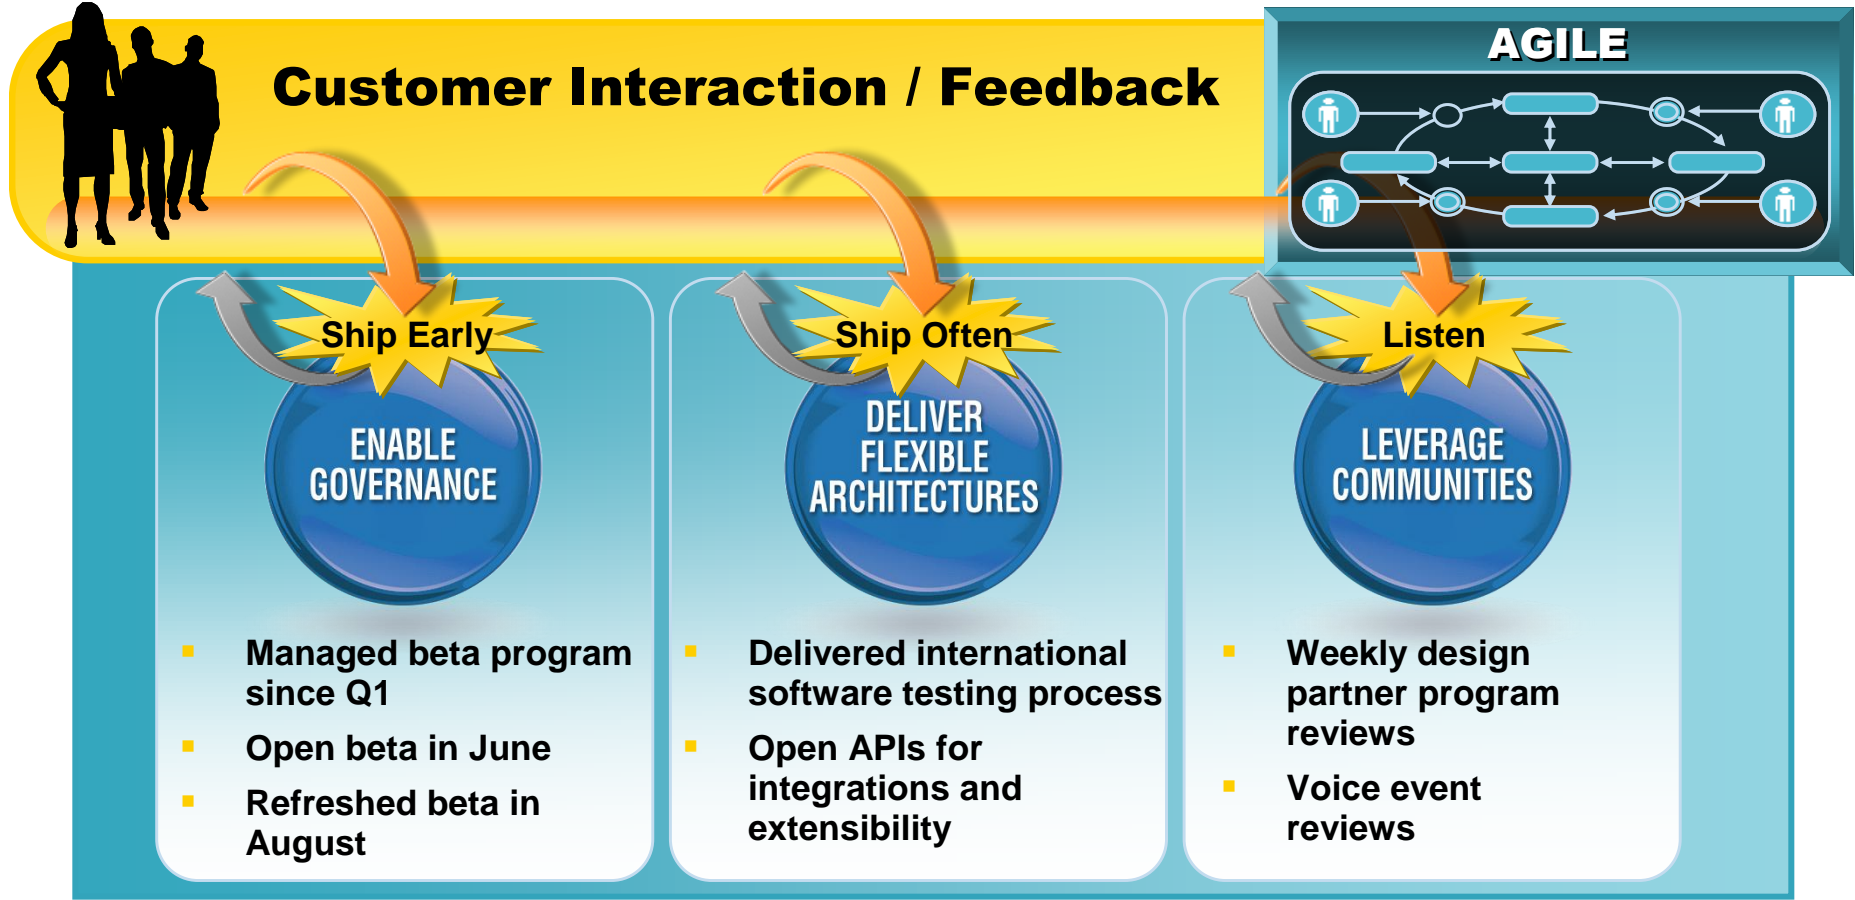 AGILE
Customer Interaction / Feedback
Ship Early
ENABLE
GOVERNANCE
Managed beta program
since Q1
Open beta in June
Refreshed beta in
August
Ship Often
DELIVER
FLEXIBLE
ARCHITECTURES
Delivered international
software testing process
Open APIs for
integrations and
extensibility
Listen
LEVERAGE
COMMUNITIES
Weekly design
partner program
reviews
Voice event
reviews